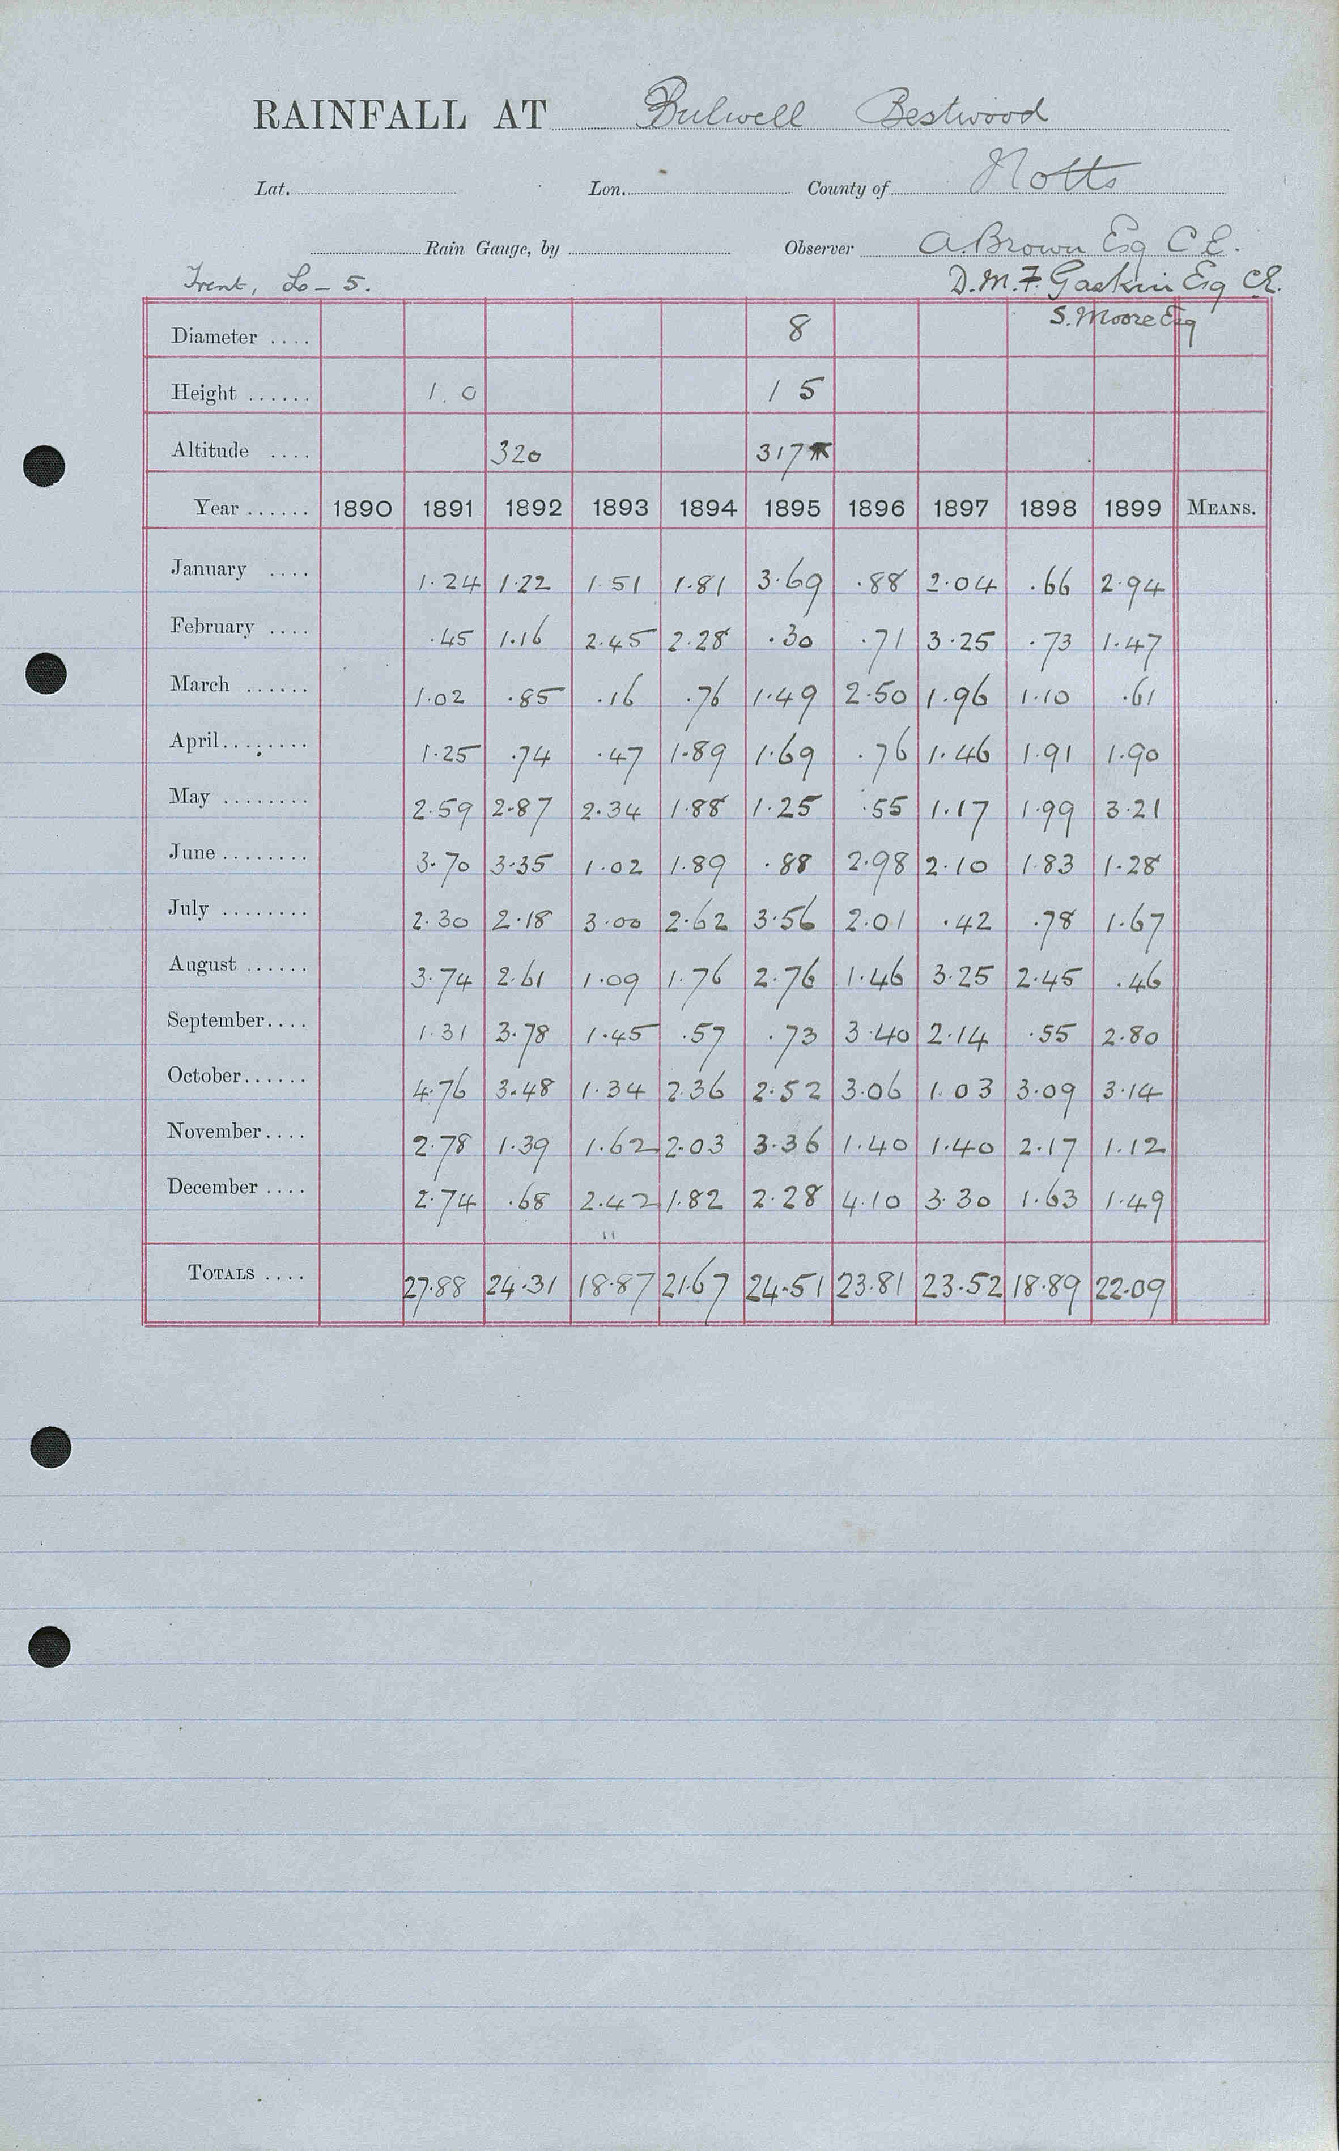 RAINFALL AT Bulwell Bestwood
Lat. Lon. County of Notts
Rain Gauge, by Observer A. Brown Esq C.E.
Trent, Lo - 5. D.M.F. Gaskin Esq C.E.
S. Moore Esq
Diameter .... 8
Height ...... 1.0 1 5
Altitude .... 320 317
Year ...... 1890 1891 1892 1893 1894 1895 1896 1897 1898 1899 MEANS.
January .... 1.24 1.22 1.51 1.81 3.69 .88 2.04 .66 2.94
February .... .45 1.16 2.45 2.28 .30 .71 3.25 .73 1.47
March ...... 1.02 .85 .16 .76 1.49 2.50 1.96 1.10 .61
April........ 1.25 .74 .47 1.89 1.69 .76 1.46 1.91 1.90
May ........ 2.59 2.87 2.34 1.88 1.25 .55 1.17 1.99 3.21
June ........ 3.70 3.35 1.02 1.89 .88 2.98 2.10 1.83 1.28
July ........ 2.30 2.18 3.00 2.62 3.56 2.01 .42 .78 1.67
August ...... 3.74 2.61 1.09 1.76 2.76 1.46 3.25 2.45 .46
September.... 1.31 3.78 1.45 .57 .73 3.40 2.14 .55 2.80
October...... 4.76 3.48 1.34 2.36 2.52 3.06 1.03 3.09 3.14
November.... 2.78 1.39 1.62 2.03 3.36 1.40 1.40 2.17 1.12
December .... 2.74 .68 2.42 1.82 2.28 4.10 3.30 1.63 1.49
TOTALS .... 27.88 24.31 18.87 21.67 24.51 23.81 23.52 18.89 22.09